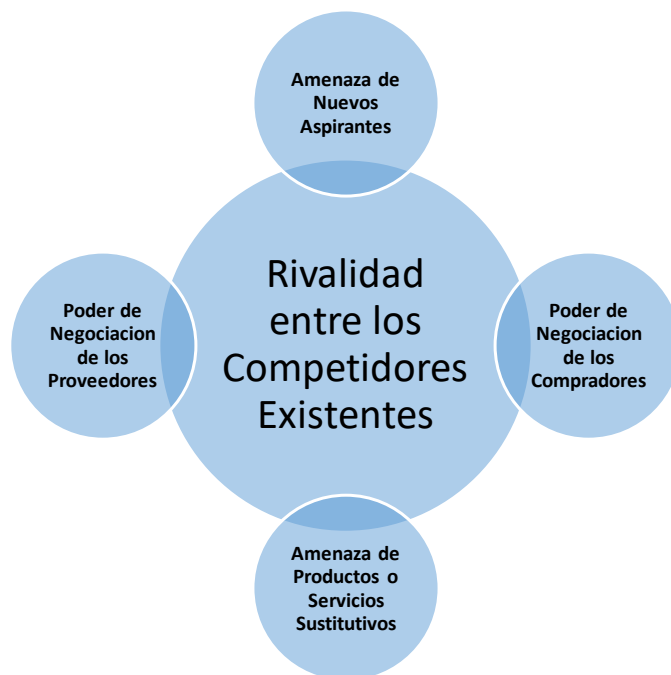 Amenaza de
Nuevos
Aspirantes
Rivalidad
entre los
Competidores
Existentes
Poder de
Negociacion
de los
Proveedores
Poder de
Negociacion
de los
Compradores
Amenaza de
Productos o
Servicios
Sustitutivos